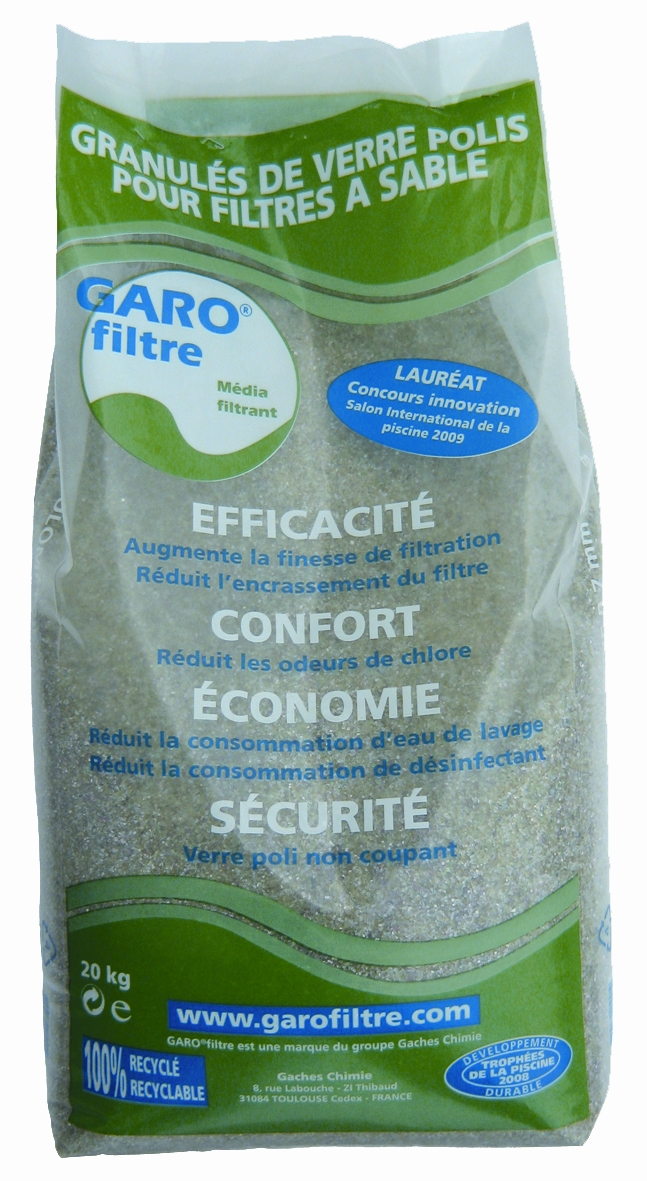 GRANULÉS DE VERRE POLIS
POUR FILTRES A SABLE
GARO®
filtre
Média
filtrant
LAURÉAT
Concours innovation
Salon International de la
piscine 2009
EFFICACITÉ
Augmente la finesse de filtration
Réduit l'encrassement du filtre
CONFORT
Réduit les odeurs de chlore
ÉCONOMIE
Réduit la consommation d'eau de lavage
Réduit la consommation de désinfectant
SÉCURITÉ
Verre poli non coupant
20 kg
e
www.garofiltre.com
GARO®filtre est une marque du groupe Gaches Chimie
100% RECYCLÉ
RECYCLABLE
Gaches Chimie
8, rue Labouche - ZI Thibaud
31084 TOULOUSE Cedex - FRANCE
DEVELOPPEMENT
TROPHÉES
DE LA PISCINE
2008
DURABLE